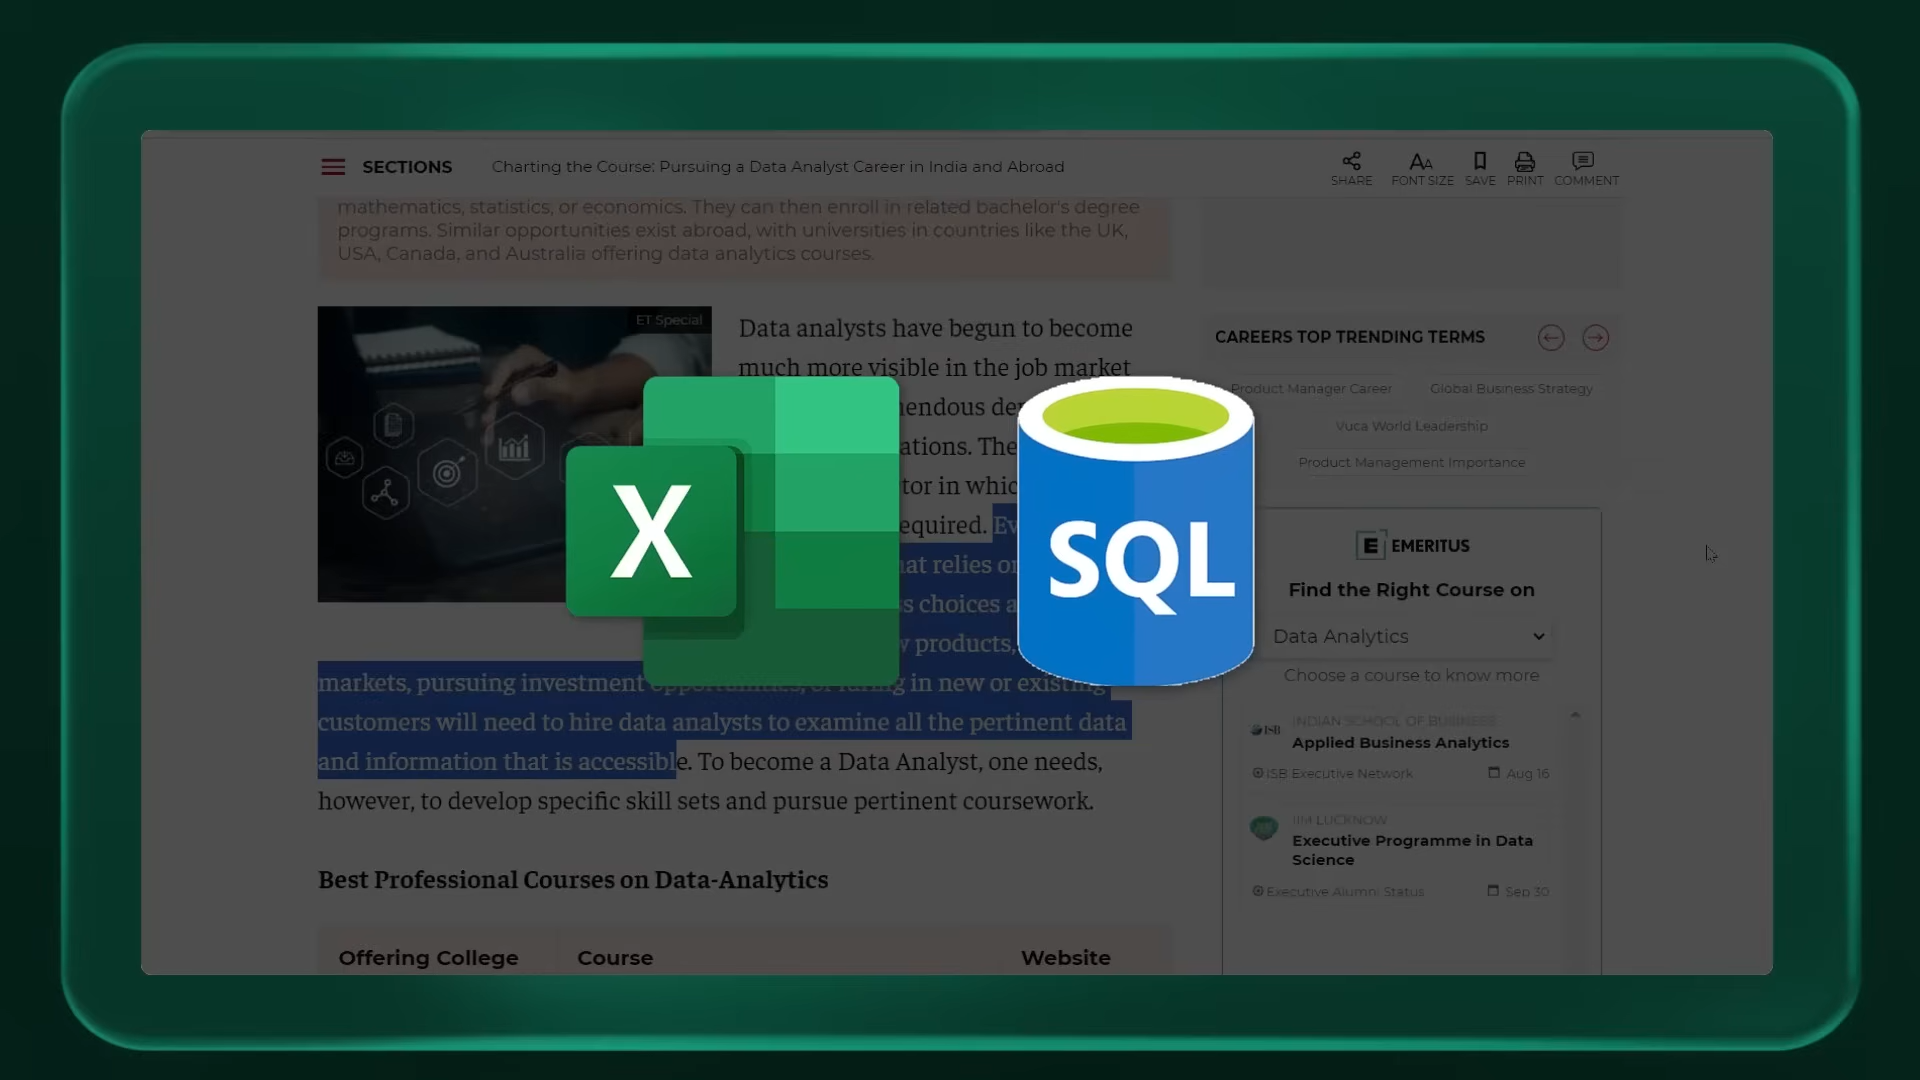 SECTIONS
Charting the Course: Pursuing a Data Analyst Career in India and Abroad
SHARE
FONT SIZE
SAVE
PRINT
COMMENT
mathematics, statistics, or economics. They can then enroll in related bachelor's degree
programs. Similar opportunities exist abroad, with universities in countries like the UK,
USA, Canada, and Australia offering data analytics courses.
ET Special
Data analysts have begun to become
much more visible in the job market
ations. The
in whic
equired. Ev
relies on
choices a
products,
markets, pursuing investment opportunities, or in new or existing
customers will need to hire data analysts to examine all the pertinent data
and information that is accessible. To become a Data Analyst, one needs,
however, to develop specific skill sets and pursue pertinent coursework.
Best Professional Courses on Data-Analytics
Offering College
Course
Website
X
SQL
CAREERS TOP TRENDING TERMS
Product Manager Career
Global Business Strategy
Vuca World Leadership
Product Management Importance
E EMERITUS
Find the Right Course on
Data Analytics
Choose a course to know more
ISB
INDIAN SCHOOL OF BUSINESS
Applied Business Analytics
ISB Executive Network
Aug 16
IIM LUCKNOW
Executive Programme in Data
Science
Executive Alumni Status
Sep 30